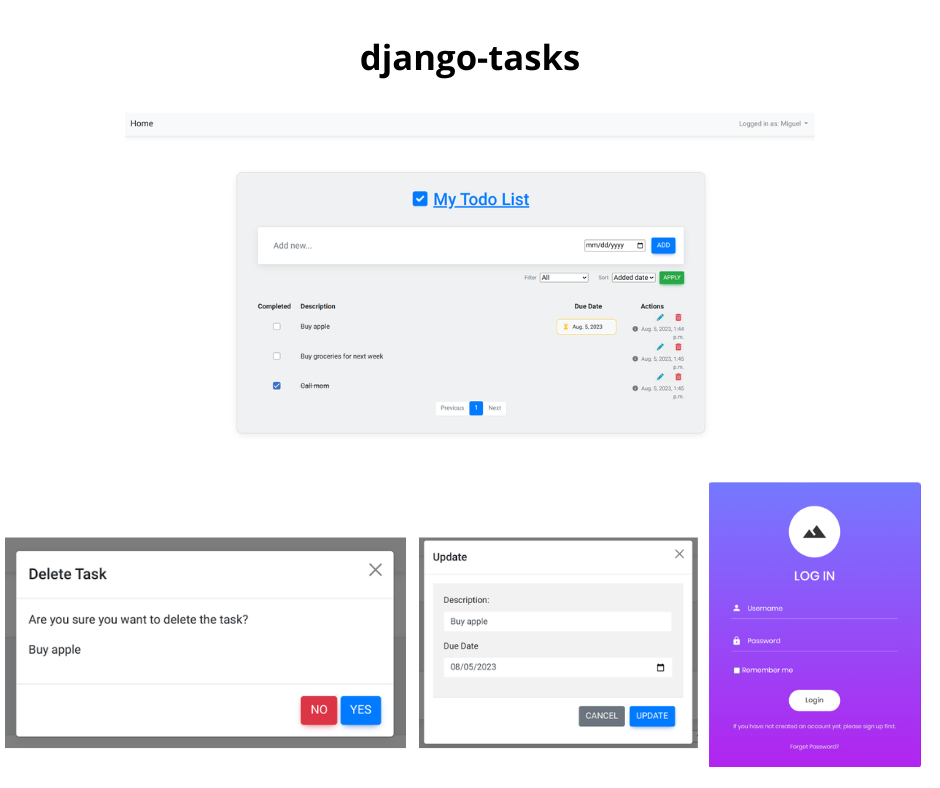 django-tasks
Home
Logged in as: Miguel
My Todo List
Add new...
mm/dd/yyyy
ADD
Filter
All
Sort
Added date
APPLY
Completed Description Due Date Actions
Buy apple
Aug. 5, 2023
Aug. 5, 2023, 1:44
p.m.
Buy groceries for next week
Aug. 5, 2023, 1:45
p.m.
Call mom
Aug. 5, 2023, 1:45
p.m.
Previous 1 Next
Delete Task
Are you sure you want to delete the task?
Buy apple
NO YES
Update
Description:
Buy apple
Due Date
08/05/2023
CANCEL UPDATE
LOG IN
Username
Password
Remember me
Login
If you have not created an account yet, please sign up first.
Forgot Password?